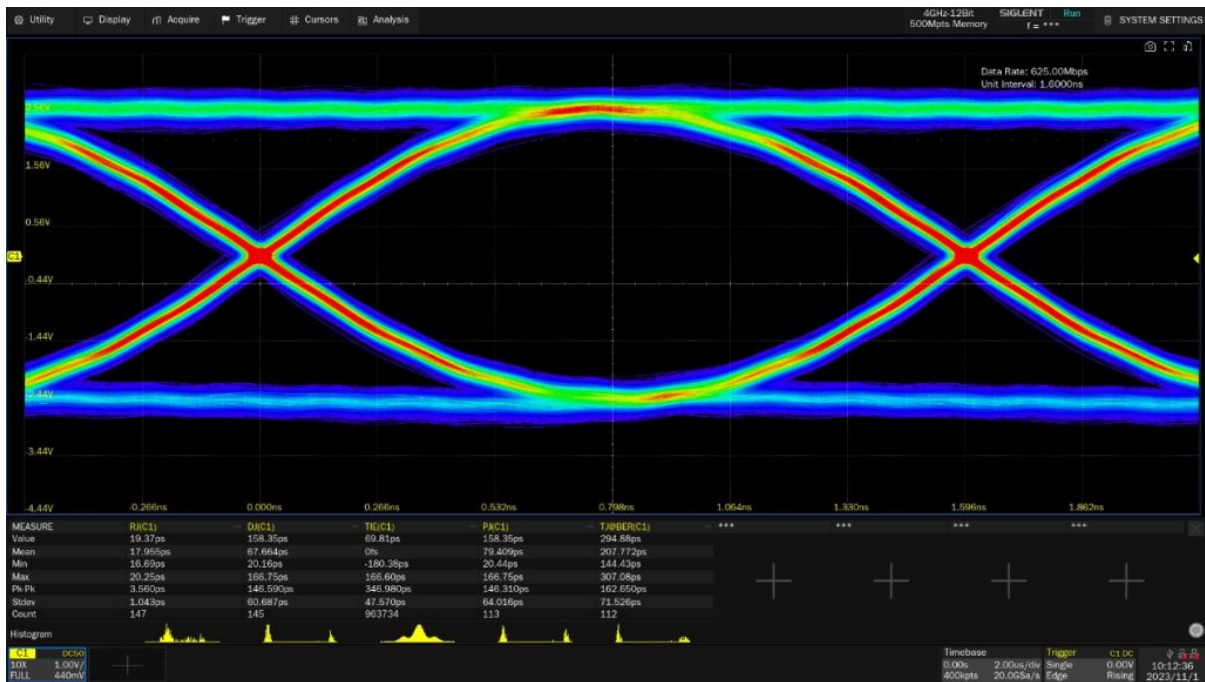 Utility Display Acquire Trigger Cursors Analysis 4GHz-12Bit SIGLENT Run SYSTEM SETTINGS
500Mpts Memory f = ***
Data Rate: 625.00Mbps
Unit Interval: 1.6000ns
2.56V
1.56V
0.56V
C1
-0.44V
-1.44V
-2.44V
-3.44V
-4.44V -0.266ns 0.000ns 0.266ns 0.532ns 0.798ns 1.064ns 1.330ns 1.596ns 1.862ns
MEASURE RJ(C1) DJ(C1) TIE(C1) PJ(C1) TJ@BER(C1) *** *** *** ***
Value 19.37ps 158.35ps 69.81ps 158.35ps 294.88ps
Mean 17.955ps 67.664ps 0fs 79.409ps 207.772ps
Min 16.69ps 20.16ps -180.38ps 20.44ps 144.43ps
Max 20.25ps 166.75ps 166.60ps 166.75ps 307.08ps
Pk-Pk 3.560ps 146.590ps 346.980ps 146.310ps 162.650ps
Stdev 1.043ps 60.687ps 47.570ps 64.016ps 71.526ps
Count 147 145 963734 113 112
Histogram
C1 DC50 Timebase Trigger C1 DC
10X 1.00V/ 0.00s 2.00us/div Single 0.00V 10:12:36
FULL 440mV 400kpts 20.0GSa/s Edge Rising 2023/11/1